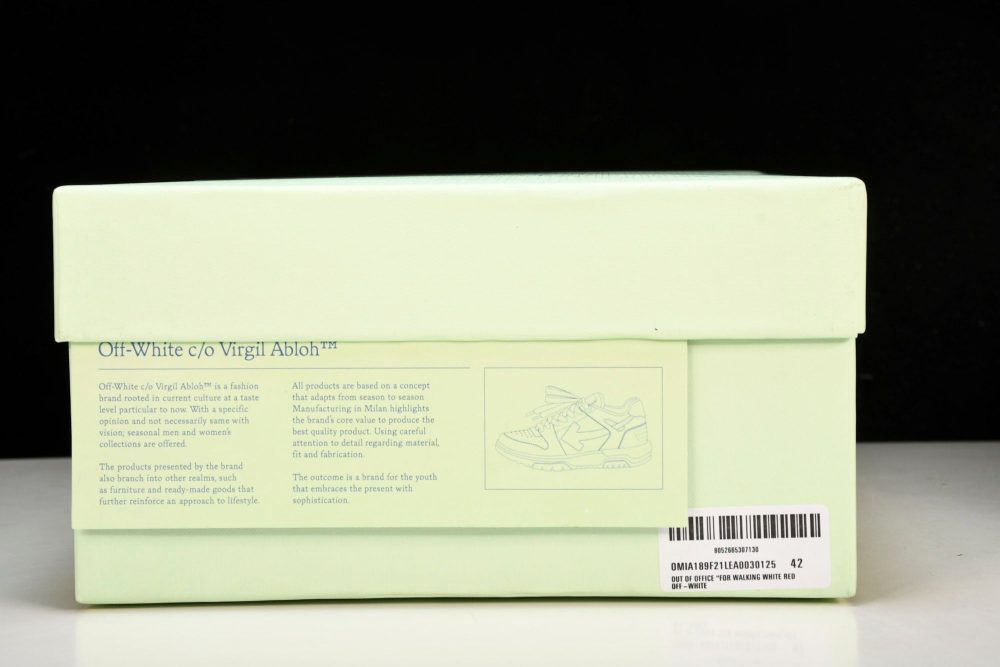 Off-White c/o Virgil Abloh™
Off-White c/o Virgil Abloh™ is a fashion
brand rooted in current culture at a taste
level particular to now. With a specific
opinion and not necessarily same with
vision; seasonal men and women's
collections are offered.
The products presented by the brand
also branch into other realms, such
as furniture and ready-made goods that
further reinforce an approach to lifestyle.
All products are based on a concept
that adapts from season to season
Manufacturing in Milan highlights
the brand's core value to produce the
best quality product. Using careful
attention to detail regarding material,
fit and fabrication.
The outcome is a brand for the youth
that embraces the present with
sophistication.
8052685307130
OMIA189F21LEA0030125 42
OUT OF OFFICE "FOR WALKING WHITE RED
OFF-WHITE